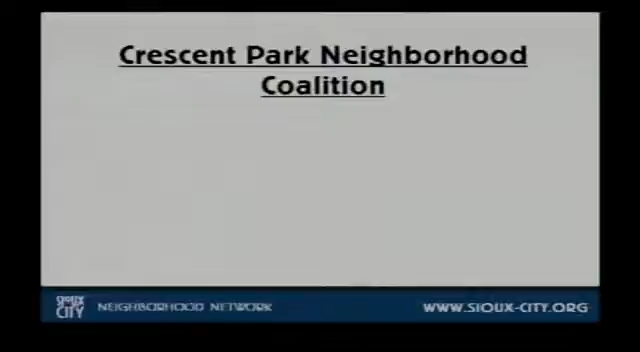 Crescent Park Neighborhood
Coalition
SIOUX
CITY
NEIGHBORHOOD NETWORK
WWW.SIOUX-CITY.ORG